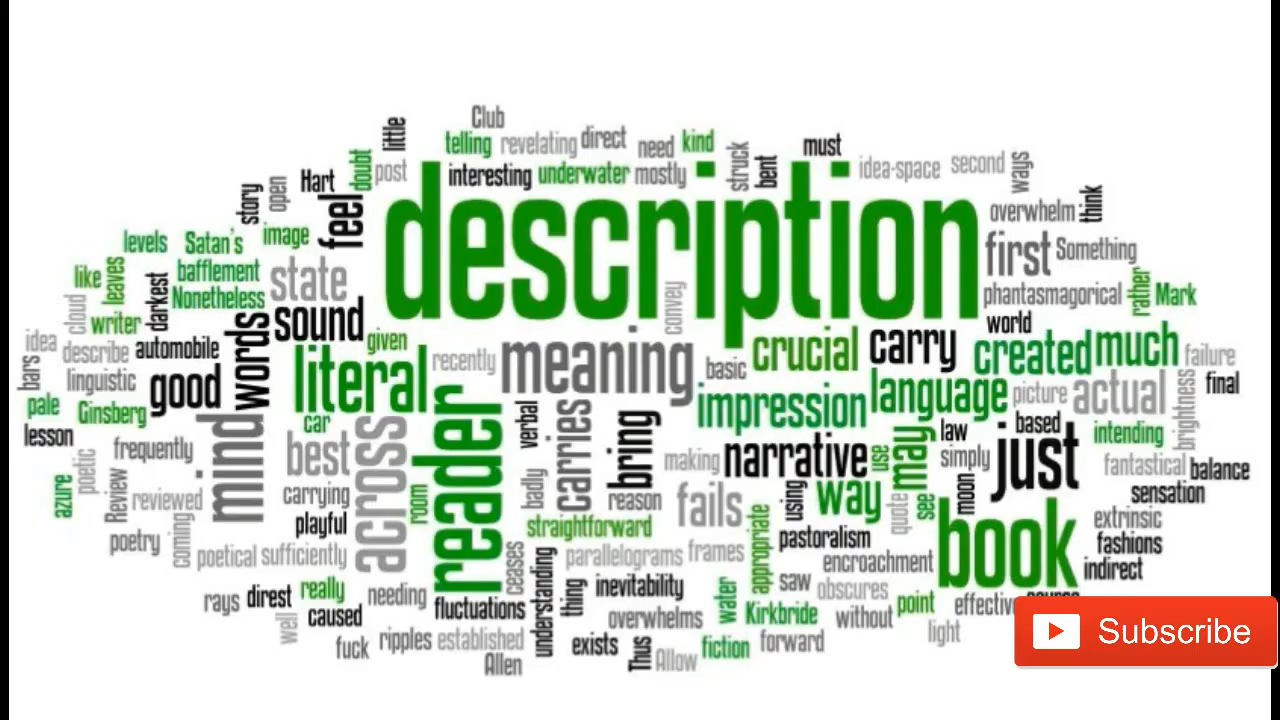 Club
little
telling
revelating
direct
need
kind
struck
bent
must
idea-space
second
ways
doubt
post
interesting
underwater
mostly
Hart
open
story
feel
description
think
overwhelm
first
Something
levels
Satan's
image
like
leaves
bafflement
state
Nonetheless
darkest
cloud
writer
convey
phantasmagorical
rather
Mark
world
idea
describe
automobile
words
sound
given
literal
recently
meaning
basic
crucial
carry
created
much
failure
bars
linguistic
good
impression
language
picture
actual
brightness
final
pale
Ginsberg
lesson
car
mind
best
across
reader
verbal
carries
bring
narrative
use
may
law
based
just
intending
frequently
poetic
azure
Review
reviewed
simply
fantastical
balance
sensation
making
badly
reason
fails
way
using
quote
see
moon
carrying
room
playful
straightforward
appropriate
pastoralism
book
extrinsic
fashions
indirect
poetry
coming
poetical
sufficiently
ceases
understanding
parallelograms
frames
encroachment
rays
direst
really
needing
fluctuations
thing
inevitability
water
saw
obscures
point
effective
source
well
caused
overwhelms
Kirkbride
without
light
fuck
ripples
established
exists
Thus
Allow
fiction
forward
Allen
Subscribe